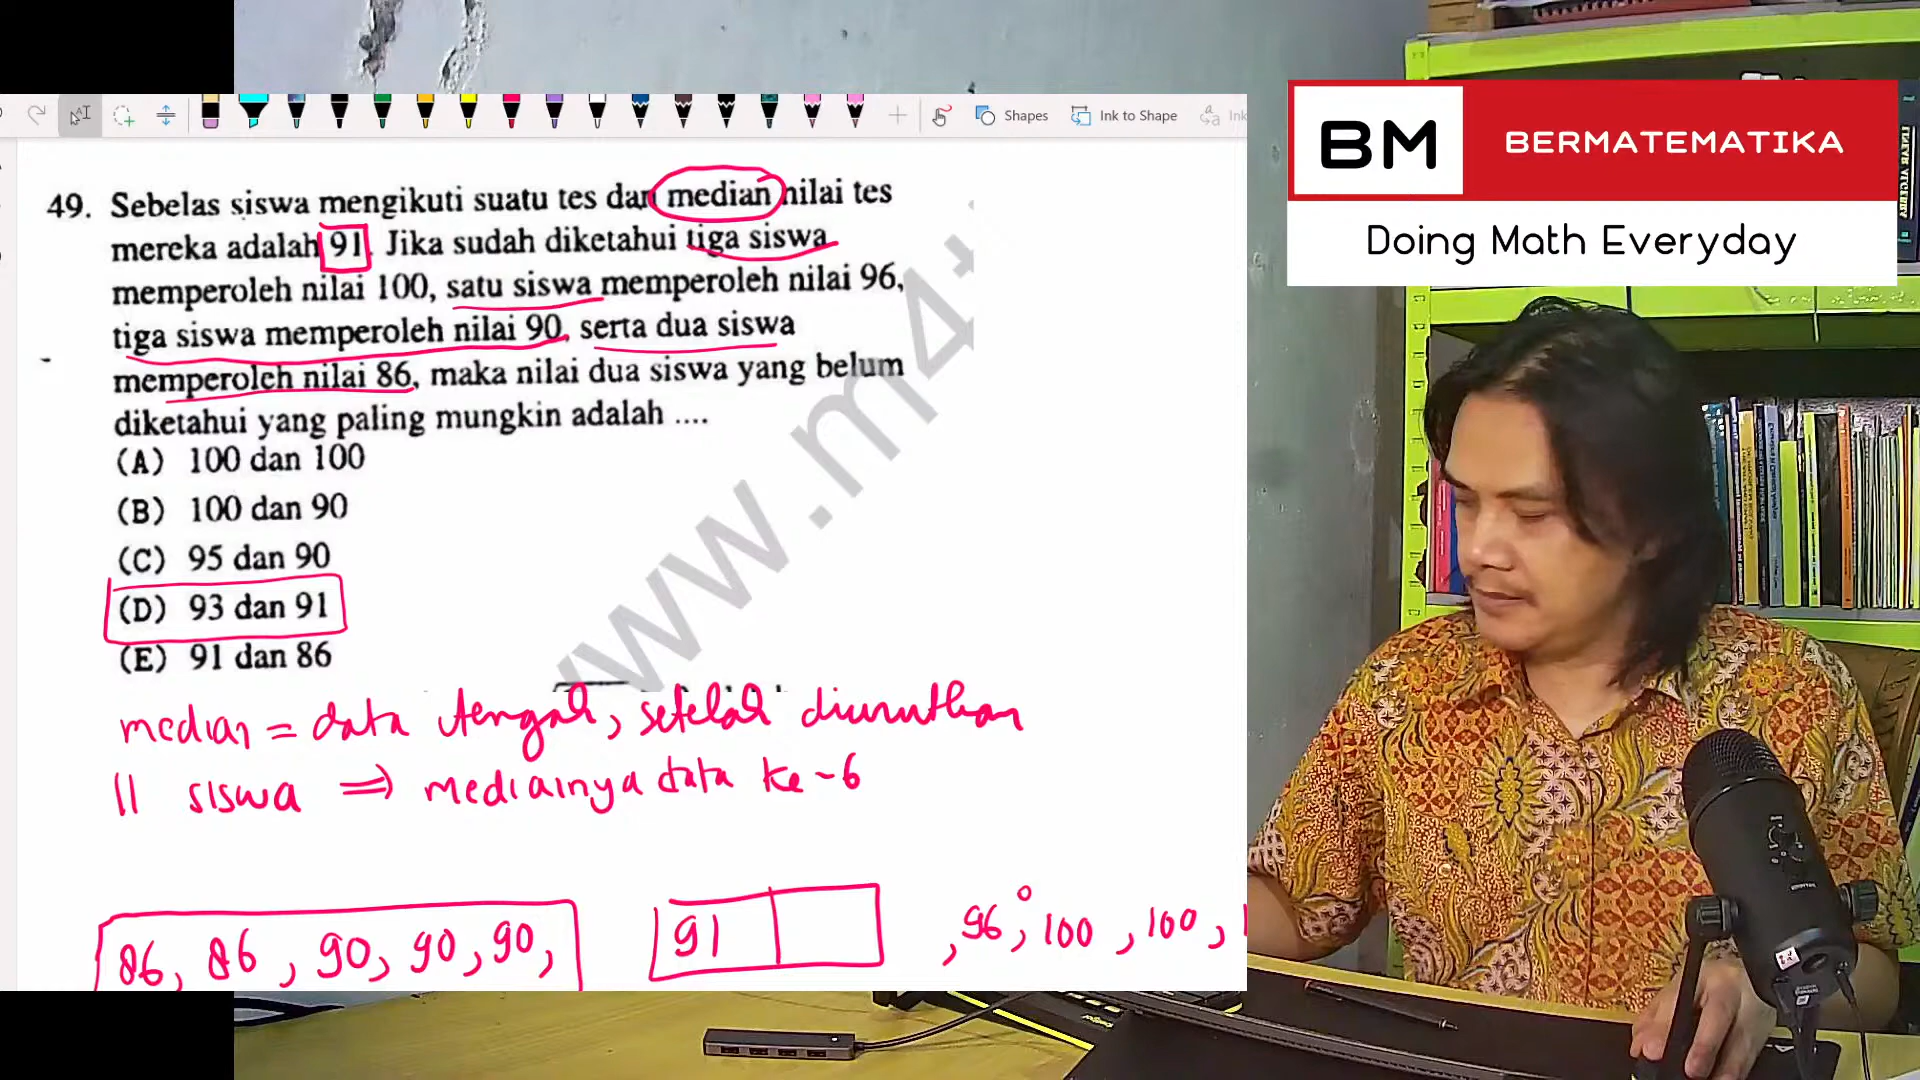 Shapes
Ink to Shape
Ink
BM BERMATEMATIKA
Doing Math Everyday
49. Sebelas siswa mengikuti suatu tes dan median nilai tes
mereka adalah 91. Jika sudah diketahui tiga siswa
memperoleh nilai 100, satu siswa memperoleh nilai 96,
tiga siswa memperoleh nilai 90, serta dua siswa
memperoleh nilai 86, maka nilai dua siswa yang belum
diketahui yang paling mungkin adalah ....
(A) 100 dan 100
(B) 100 dan 90
(C) 95 dan 90
(D) 93 dan 91
(E) 91 dan 86
www.m4t
median = data tengah, setelah diurutkan
11 siswa => mediainya data ke-6
86, 86, 90, 90, 90, 91 , 96, 100, 100,